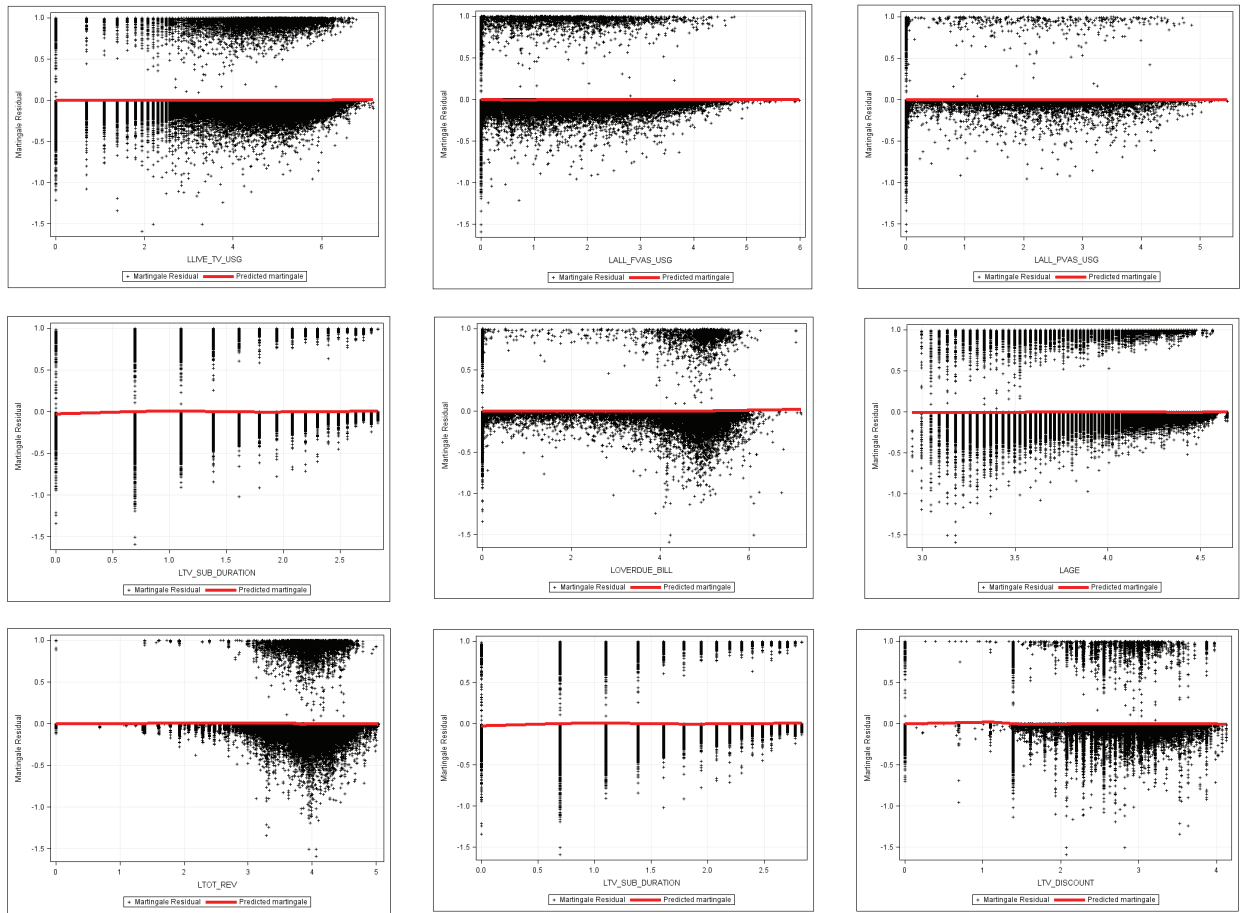 1.0
0.5
0.0
-0.5
-1.0
-1.5
Martingale Residual
0 2 4 6
LLIVE_TV_USG
+ Martingale Residual Predicted martingale
1.0
0.5
0.0
-0.5
-1.0
-1.5
Martingale Residual
0 1 2 3 4 5 6
LALL_FVAS_USG
+ Martingale Residual Predicted martingale
1.0
0.5
0.0
-0.5
-1.0
-1.5
Martingale Residual
0 1 2 3 4 5
LALL_PVAS_USG
+ Martingale Residual Predicted martingale
1.0
0.5
0.0
-0.5
-1.0
-1.5
Martingale Residual
0.0 0.5 1.0 1.5 2.0 2.5
LTV_SUB_DURATION
+ Martingale Residual Predicted martingale
1.0
0.5
0.0
-0.5
-1.0
-1.5
Martingale Residual
0 2 4 6
LOVERDUE_BILL
+ Martingale Residual Predicted martingale
1.0
0.5
0.0
-0.5
-1.0
-1.5
Martingale Residual
3.0 3.5 4.0 4.5
LAGE
+ Martingale Residual Predicted martingale
1.0
0.5
0.0
-0.5
-1.0
-1.5
Martingale Residual
0 1 2 3 4 5
LTOT_REV
+ Martingale Residual Predicted martingale
1.0
0.5
0.0
-0.5
-1.0
-1.5
Martingale Residual
0.0 0.5 1.0 1.5 2.0 2.5
LTV_SUB_DURATION
+ Martingale Residual Predicted martingale
1.0
0.5
0.0
-0.5
-1.0
-1.5
Martingale Residual
0 1 2 3 4
LTV_DISCOUNT
+ Martingale Residual Predicted martingale